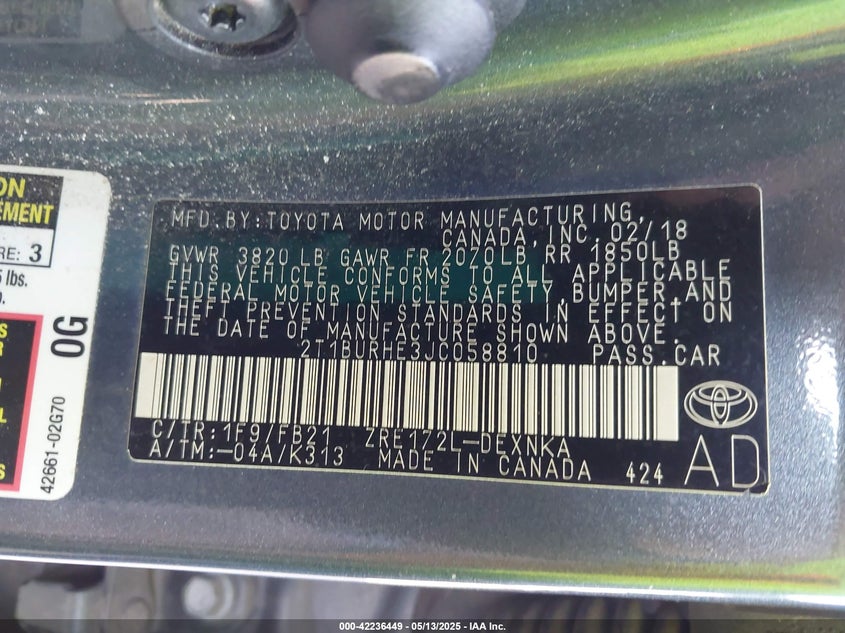 ON
EMENT
RE: 3
5 lbs.
0G
42661-02G70
MFD. BY: TOYOTA MOTOR MANUFACTURING,
CANADA, INC. 02/18
GVWR 3820 LB GAWR FR 2070LB RR 1850LB
THIS VEHICLE CONFORMS TO ALL APPLICABLE
FEDERAL MOTOR VEHICLE SAFETY, BUMPER, AND
THEFT PREVENTION STANDARDS IN EFFECT ON
THE DATE OF MANUFACTURE SHOWN ABOVE.
2T1BURHE3JC058810 PASS.CAR
C/TR: 1F9/FB21 ZRE172L-DEXNKA
A/TM:-04A/K313 MADE IN CANADA 424
AD
000-42236449 — 05/13/2025 — IAA Inc.